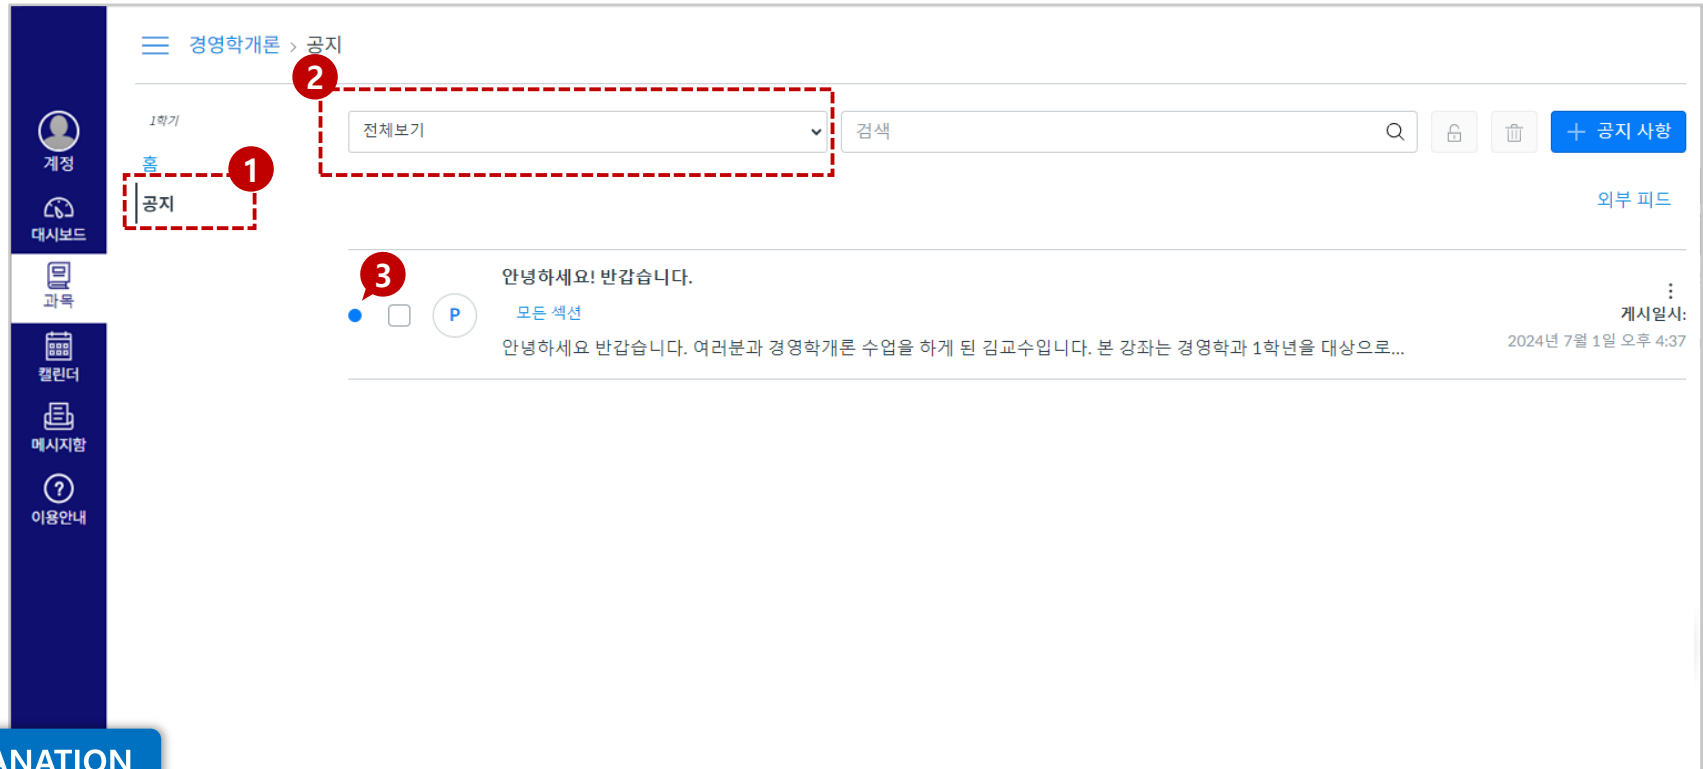 경영학개론 > 공지
2
1학기
전체보기
검색
+ 공지 사항
홈
1
공지
외부 피드
계정
대시보드
과목
캘린더
메시지함
이용안내
3
안녕하세요! 반갑습니다.
P
모든 섹션
안녕하세요 반갑습니다. 여러분과 경영학개론 수업을 하게 된 김교수입니다. 본 강좌는 경영학과 1학년을 대상으로...
게시일시:
2024년 7월 1일 오후 4:37
ANATION